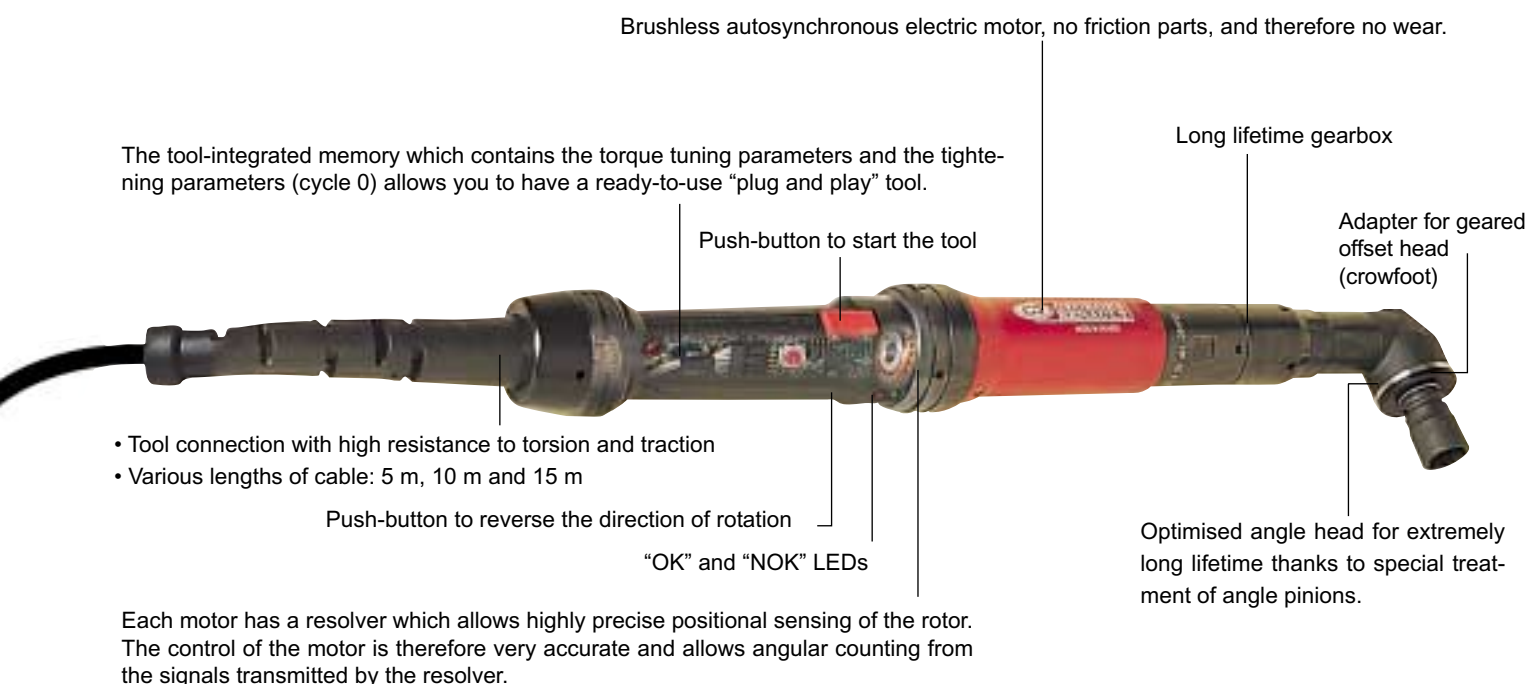 Brushless autosynchronous electric motor, no friction parts, and therefore no wear.
Long lifetime gearbox
The tool-integrated memory which contains the torque tuning parameters and the tighte-
ning parameters (cycle 0) allows you to have a ready-to-use “plug and play” tool.
Adapter for geared
offset head
(crowfoot)
Push-button to start the tool
• Tool connection with high resistance to torsion and traction
• Various lengths of cable: 5 m, 10 m and 15 m
Push-button to reverse the direction of rotation
“OK” and “NOK” LEDs
Optimised angle head for extremely
long lifetime thanks to special treat-
ment of angle pinions.
Each motor has a resolver which allows highly precise positional sensing of the rotor.
The control of the motor is therefore very accurate and allows angular counting from
the signals transmitted by the resolver.